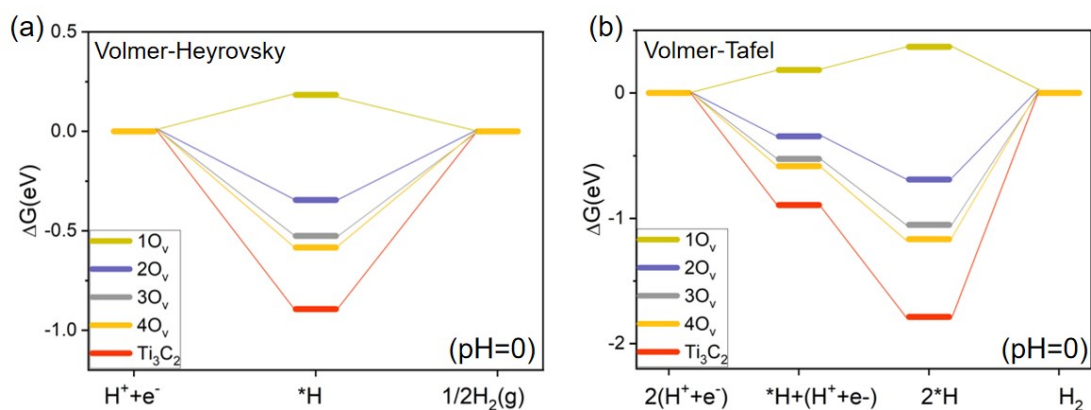 (a)
Volmer-Heyrovsky
0.5
0.0
-0.5
-1.0
ΔG(eV)
1Oᵥ
2Oᵥ
3Oᵥ
4Oᵥ
Ti₃C₂
(pH=0)
H⁺+e⁻
*H
1/2H₂(g)
(b)
Volmer-Tafel
0
-1
-2
ΔG(eV)
1Oᵥ
2Oᵥ
3Oᵥ
4Oᵥ
Ti₃C₂
(pH=0)
2(H⁺+e⁻)
*H+(H⁺+e-)
2*H
H₂